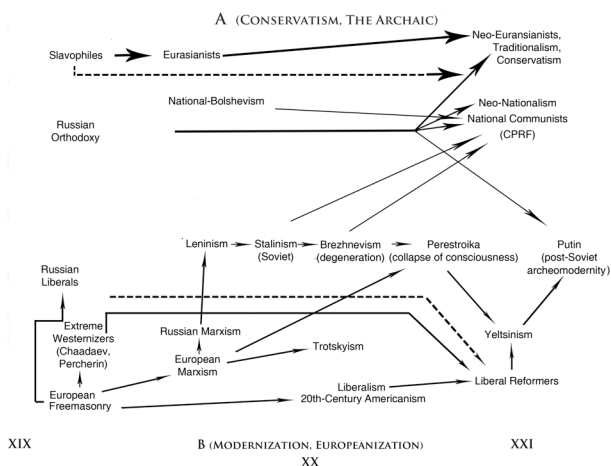 A (CONSERVATISM, THE ARCHAIC)
Neo-Euransianists,
Traditionalism,
Conservatism
Slavophiles
Eurasianists
National-Bolshevism
Neo-Nationalism
National Communists
(CPRF)
Russian
Orthodoxy
Leninism
Stalinism
(Soviet)
Brezhnevism
(degeneration)
Perestroika
(collapse of consciousness)
Putin
(post-Soviet
archeomodernity)
Russian
Liberals
Extreme
Westernizers
(Chaadaev,
Percherin)
Russian Marxism
European
Marxism
Trotskyism
Yeltsinism
European
Freemasonry
Liberalism
20th-Century Americanism
Liberal Reformers
XIX
B (MODERNIZATION, EUROPEANIZATION)
XXI
XX